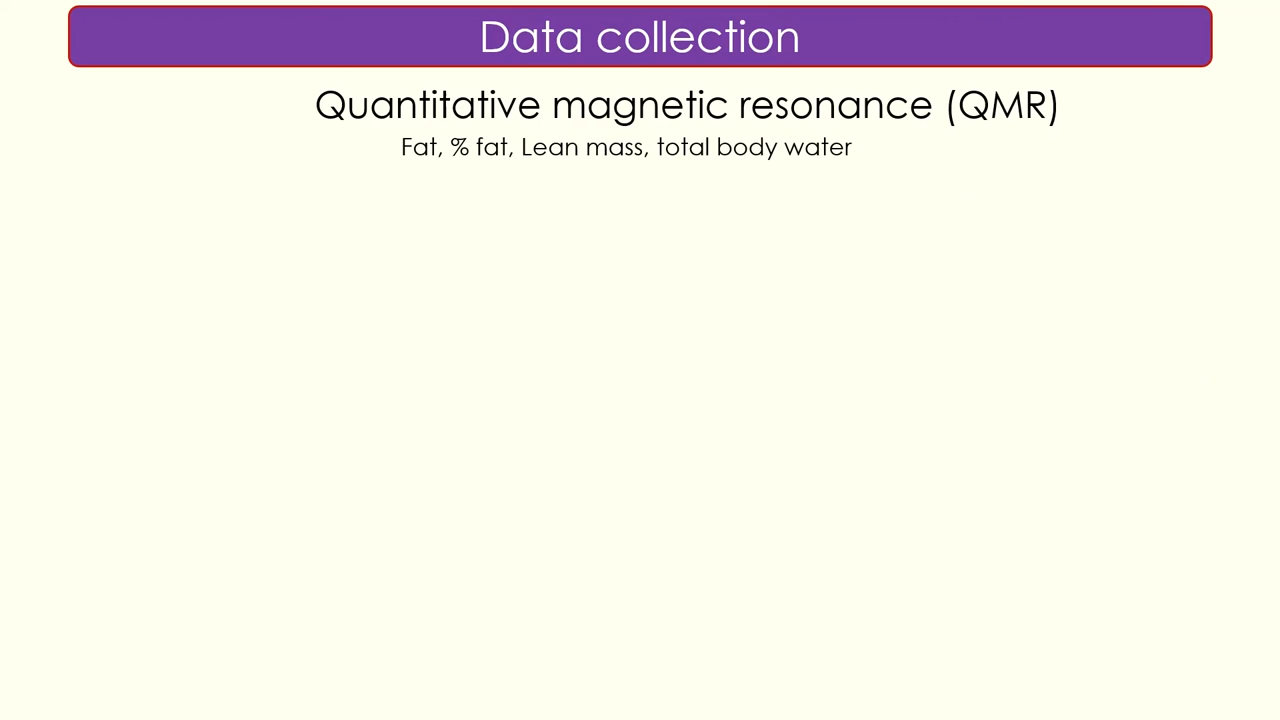 Data collection
Quantitative magnetic resonance (QMR)
Fat, % fat, Lean mass, total body water